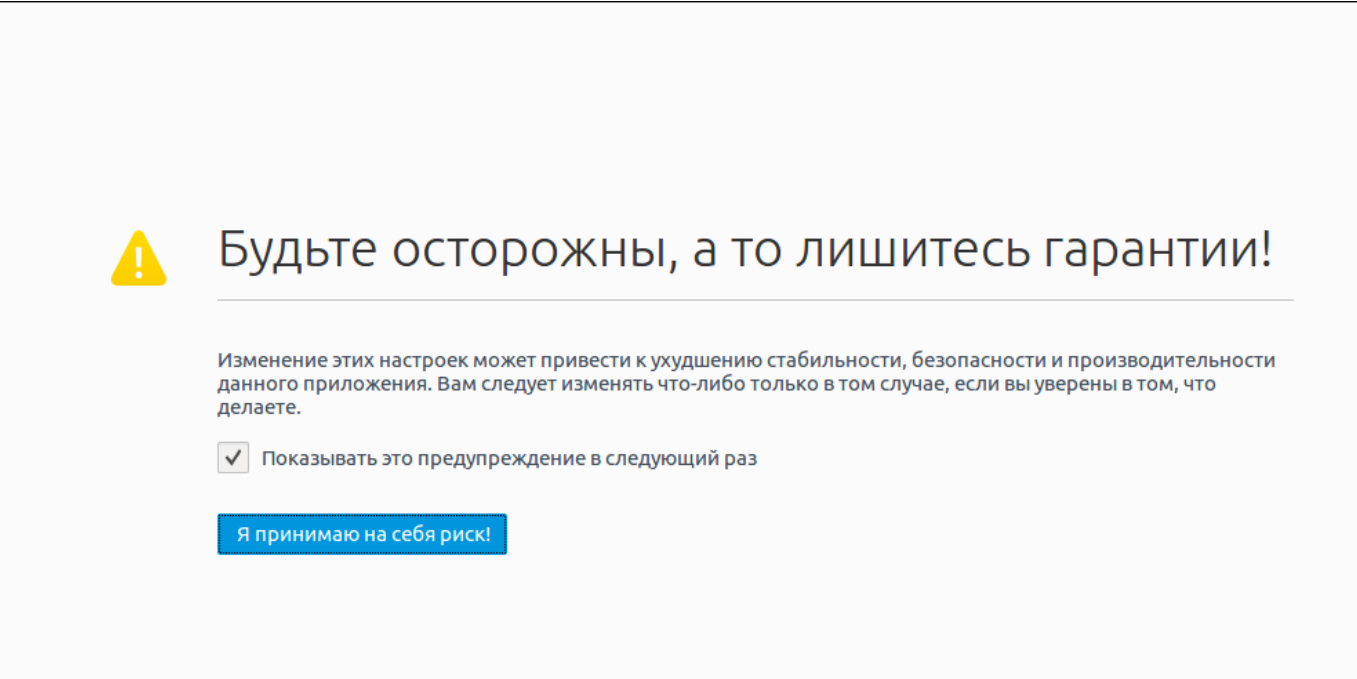 Будьте осторожны, а то лишитесь гарантии!
Изменение этих настроек может привести к ухудшению стабильности, безопасности и производительности
данного приложения. Вам следует изменять что-либо только в том случае, если вы уверены в том, что
делаете.
Показывать это предупреждение в следующий раз
Я принимаю на себя риск!